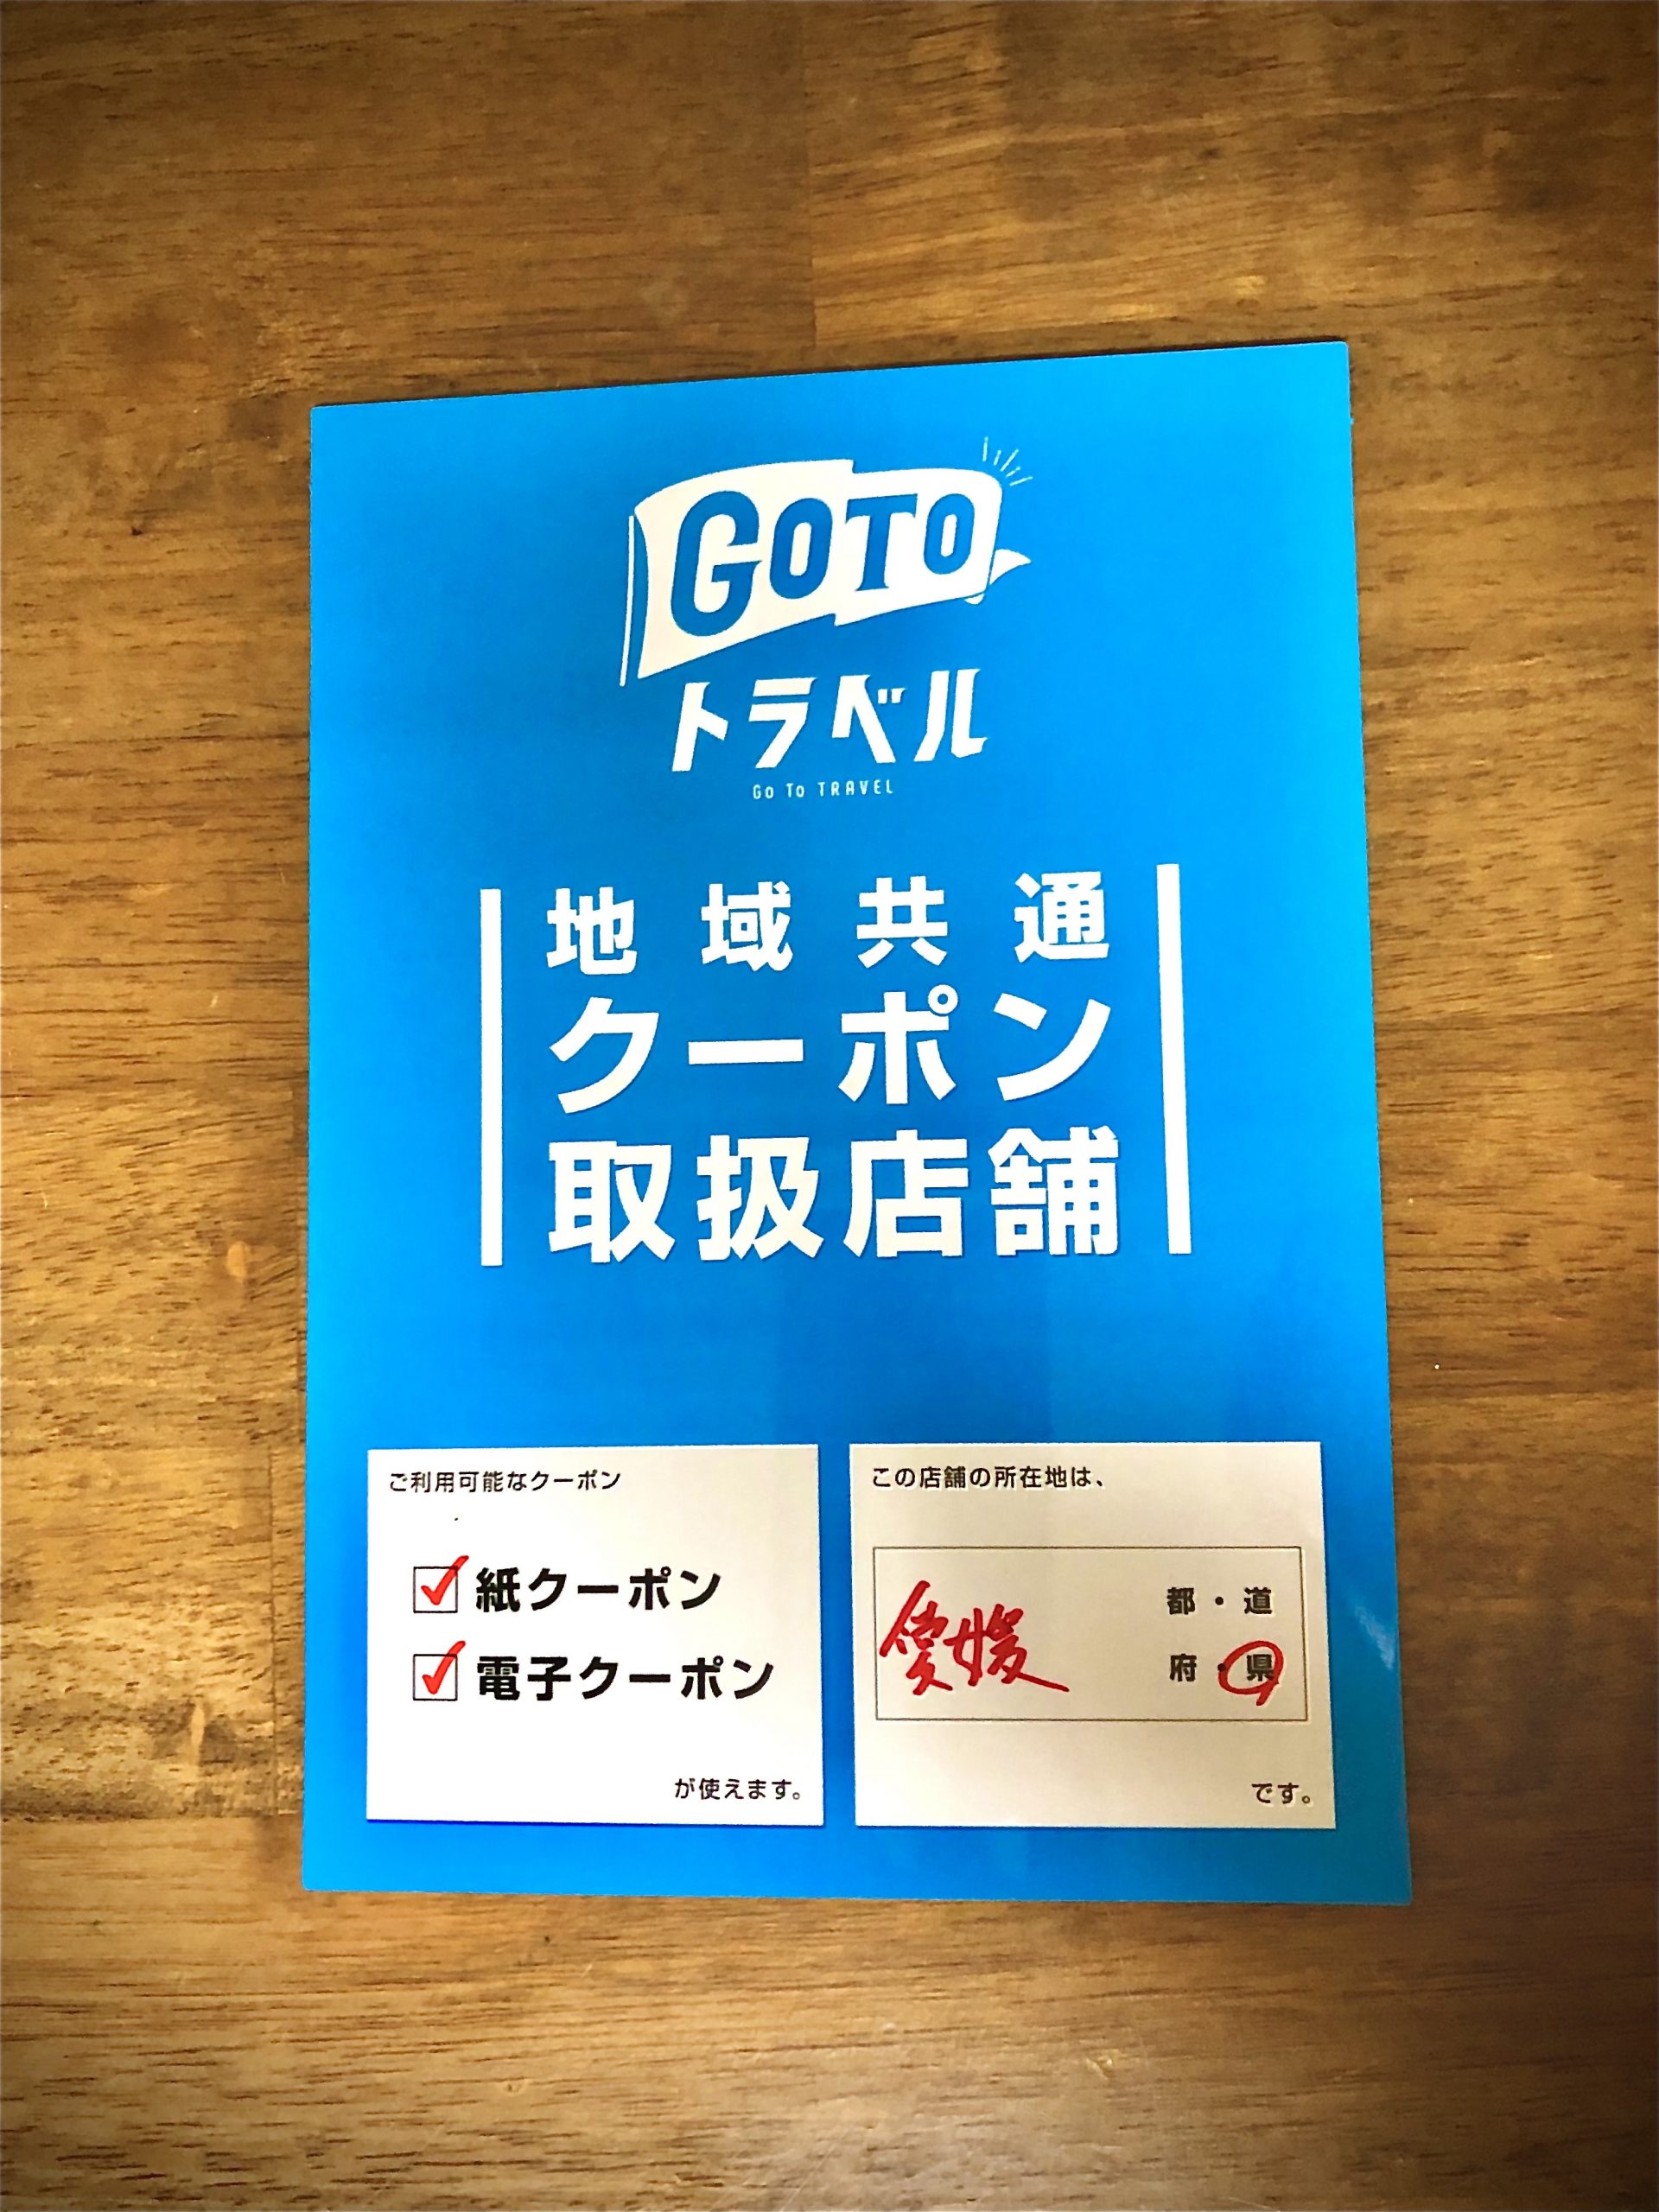 GOTO
トラベル
Go To TRAVEL
地域共通
クーポン
取扱店舗
ご利用可能なクーポン
紙クーポン
電子クーポン
が使えます。
この店舗の所在地は、
愛媛
都・道
府・県
です。